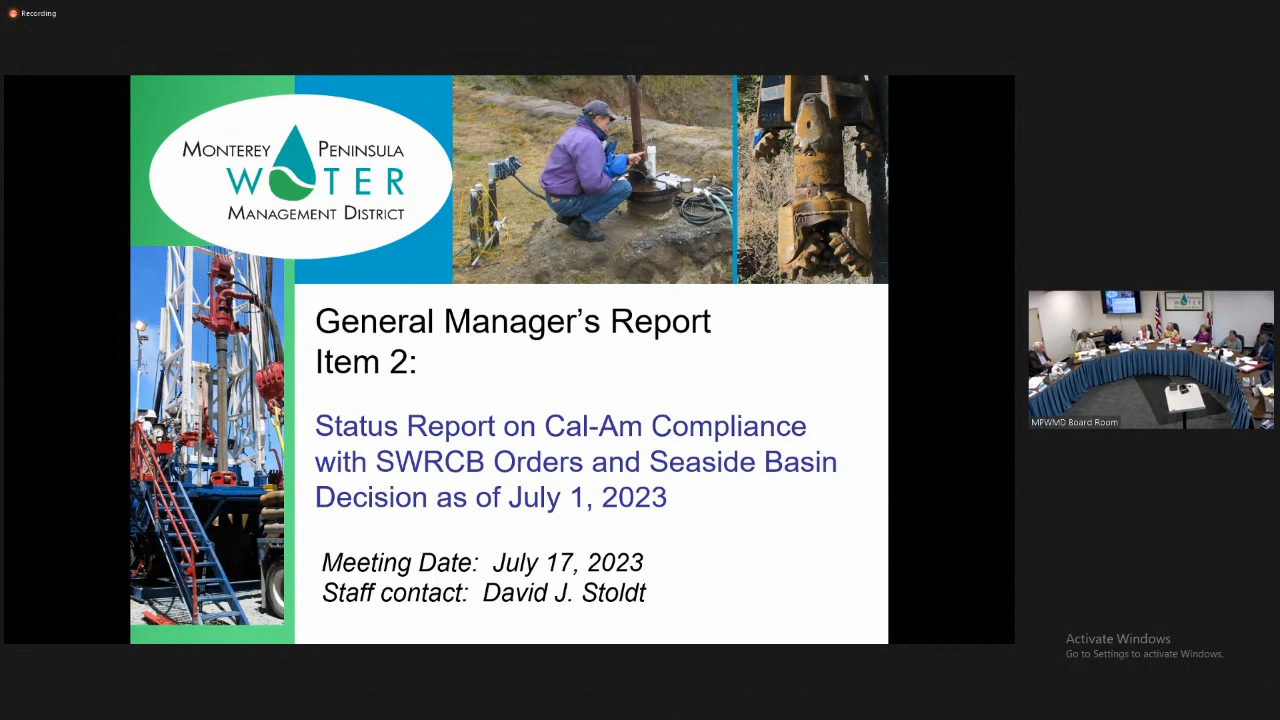 Recording
MONTEREY PENINSULA
WATER
MANAGEMENT DISTRICT
General Manager's Report
Item 2:
Status Report on Cal-Am Compliance
with SWRCB Orders and Seaside Basin
Decision as of July 1, 2023
Meeting Date: July 17, 2023
Staff contact: David J. Stoldt
MPWMD Board Room
Activate Windows
Go to Settings to activate Windows.